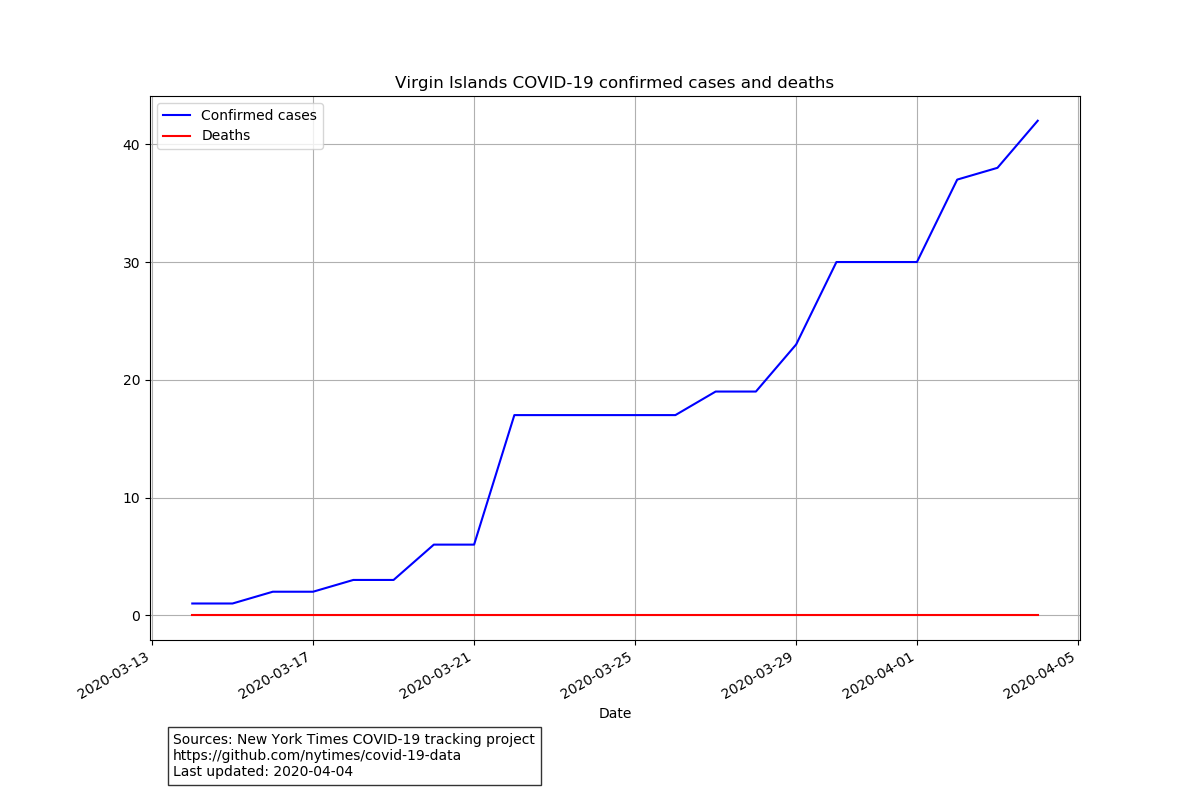 Virgin Islands COVID-19 confirmed cases and deaths
Confirmed cases
Deaths
40
30
20
10
0
2020-03-13
2020-03-17
2020-03-21
2020-03-25
2020-03-29
2020-04-01
2020-04-05
Date
Sources: New York Times COVID-19 tracking project
https://github.com/nytimes/covid-19-data
Last updated: 2020-04-04